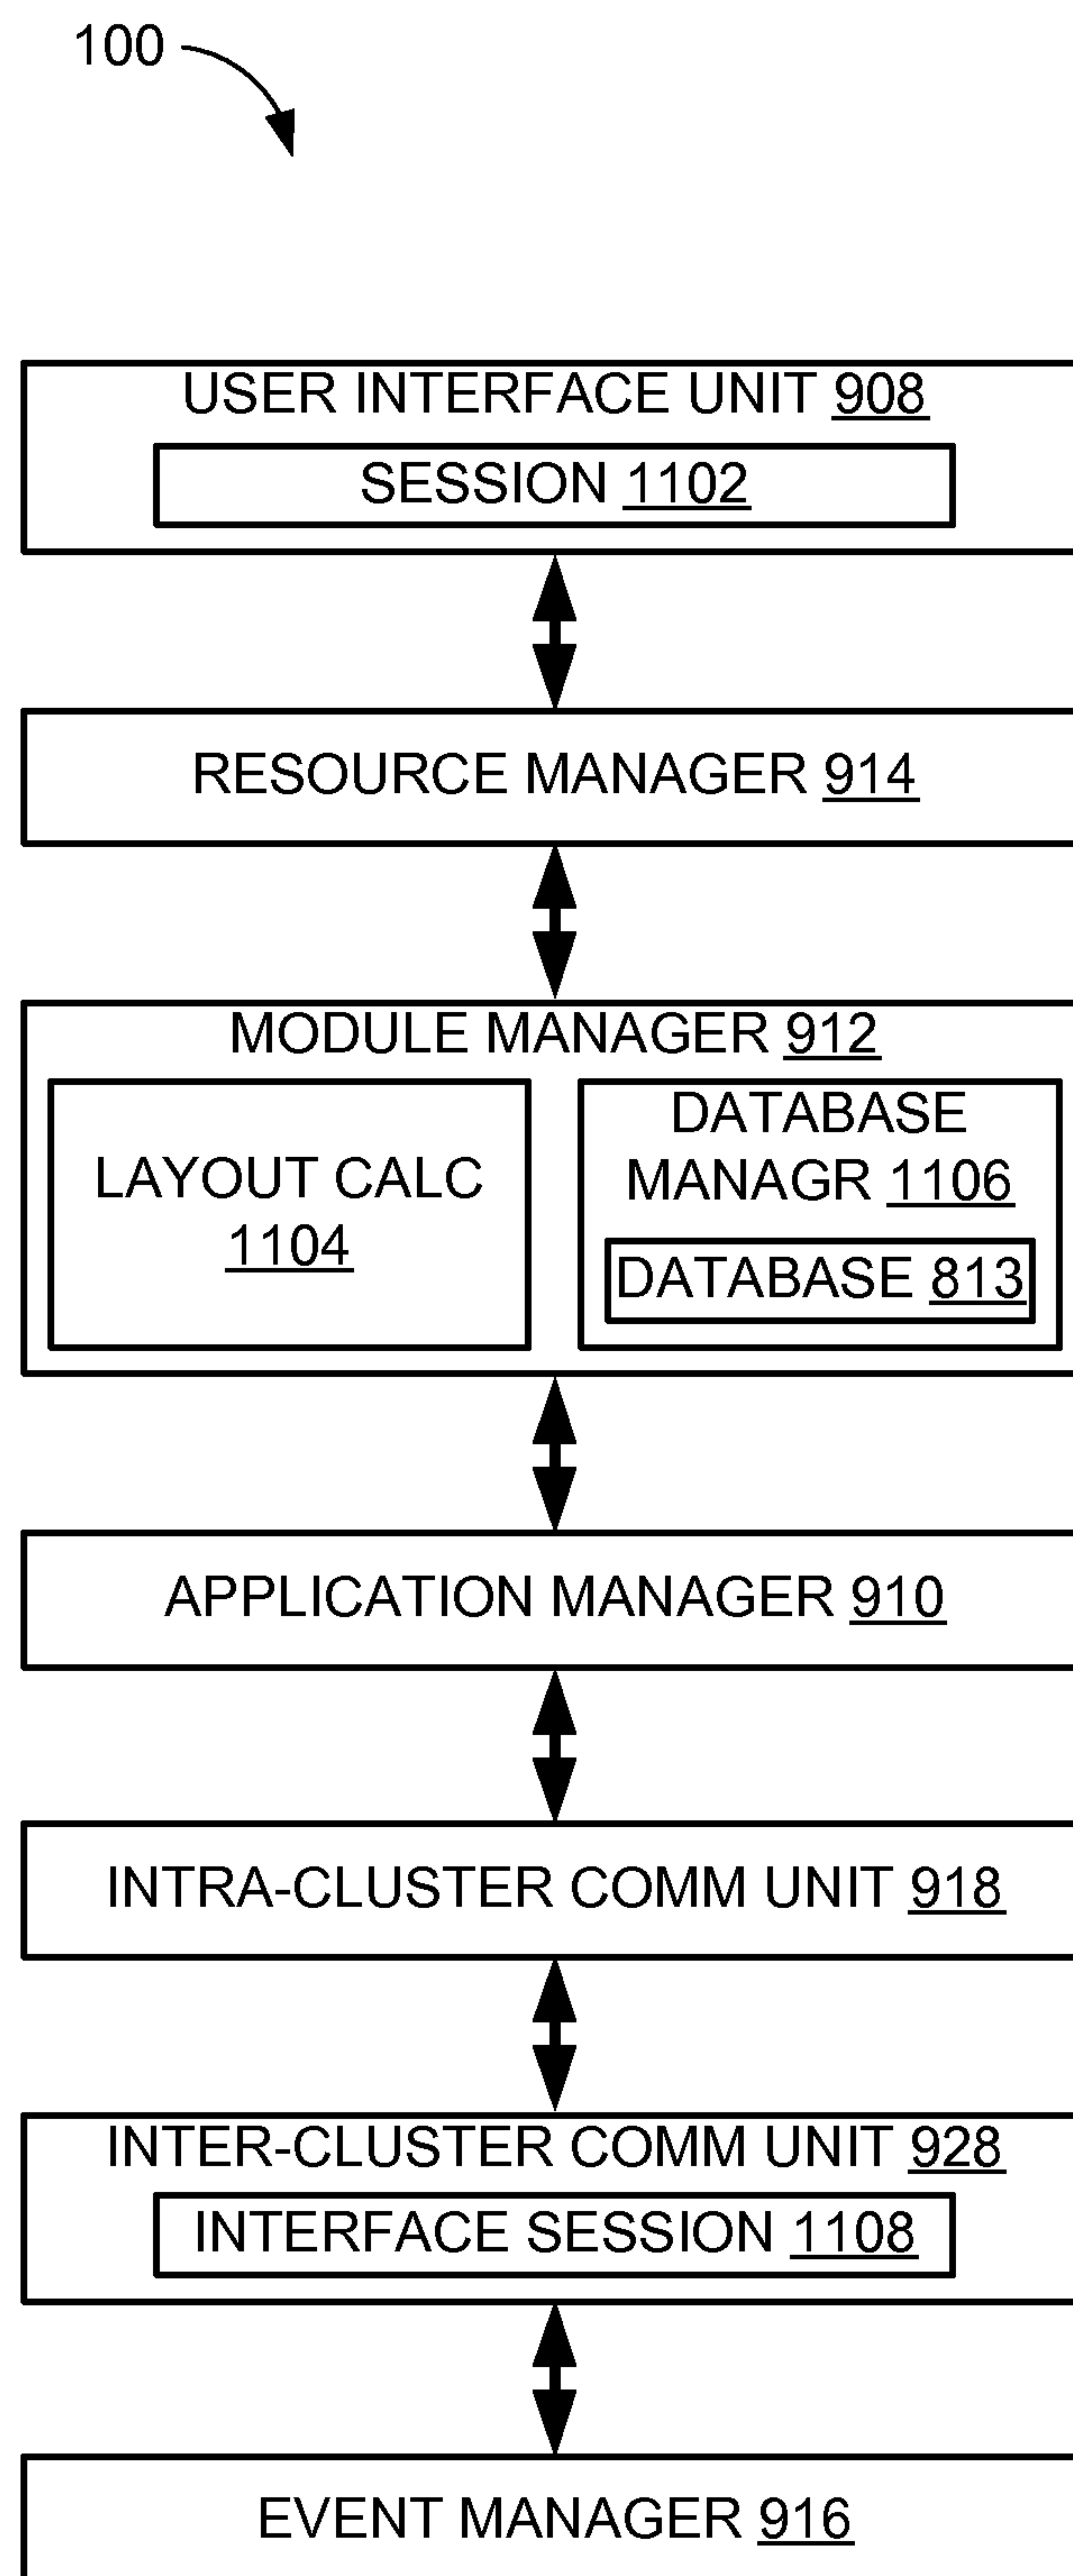 100
USER INTERFACE UNIT 908
SESSION 1102
RESOURCE MANAGER 914
MODULE MANAGER 912
LAYOUT CALC
1104
DATABASE
MANAGR 1106
DATABASE 813
APPLICATION MANAGER 910
INTRA-CLUSTER COMM UNIT 918
INTER-CLUSTER COMM UNIT 928
INTERFACE SESSION 1108
EVENT MANAGER 916